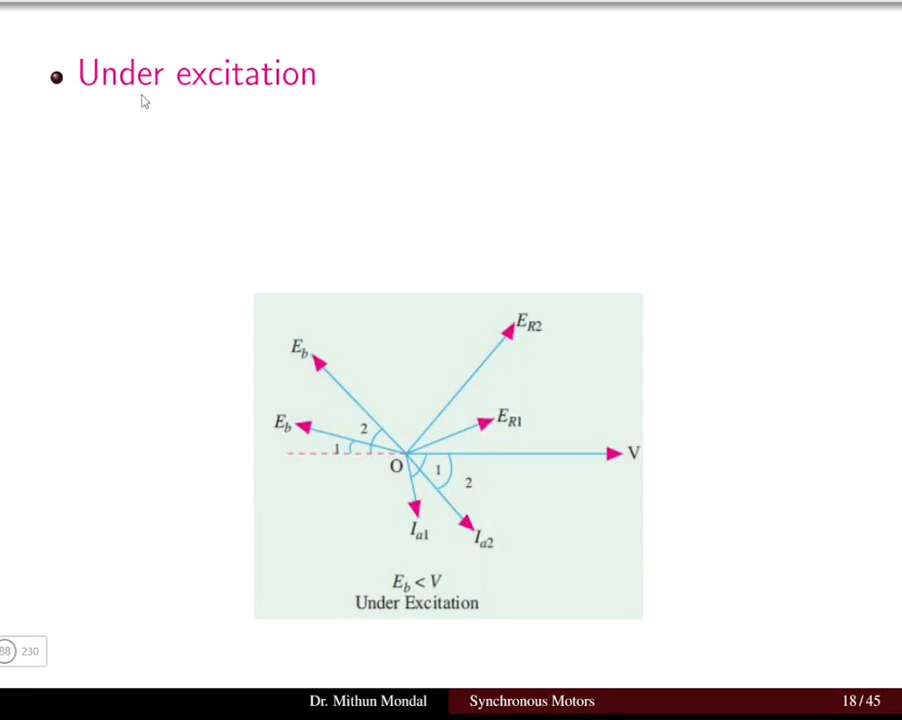 Under excitation
E_R2
E_b
E_R1
E_b
2
1
V
O
1
2
I_a1
I_a2
E_b < V
Under Excitation
88 230
Dr. Mithun Mondal Synchronous Motors 18/45